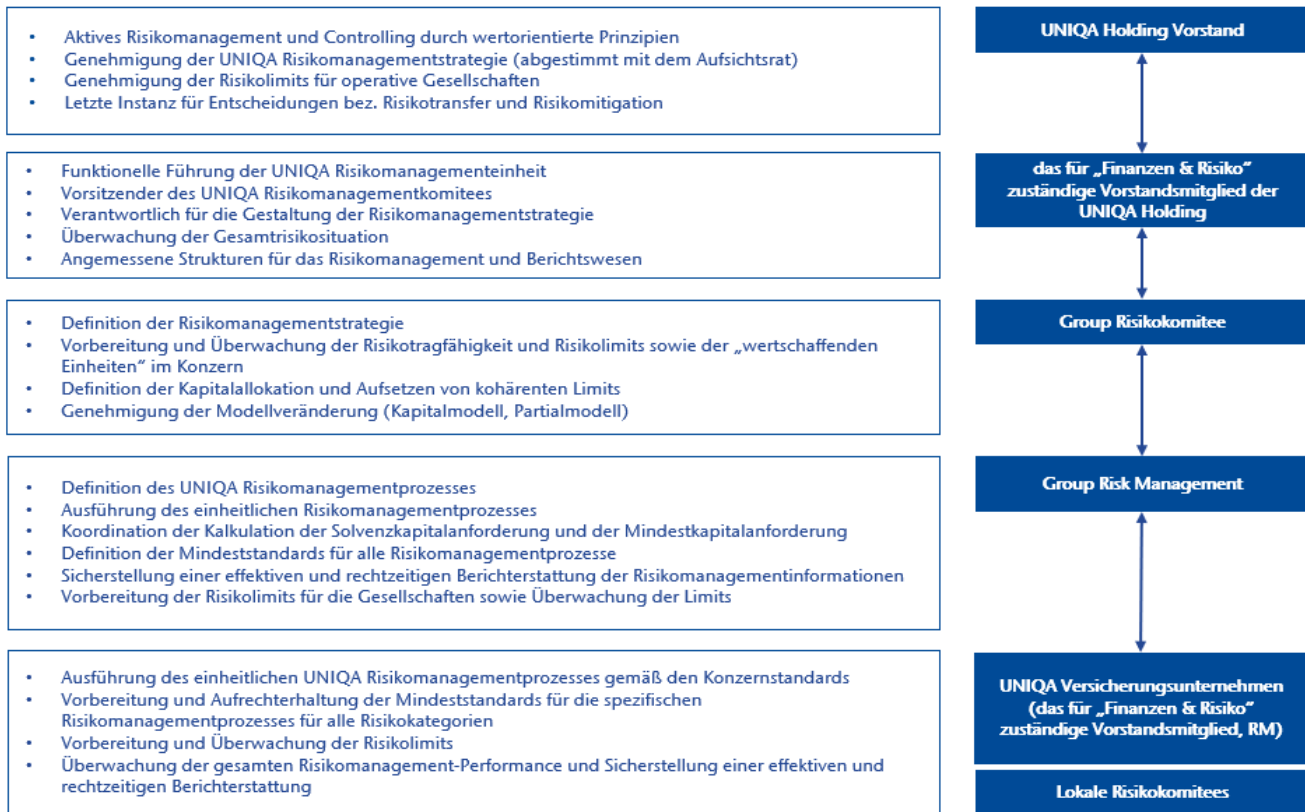 • Aktives Risikomanagement und Controlling durch wertorientierte Prinzipien
• Genehmigung der UNIQA Risikomanagementstrategie (abgestimmt mit dem Aufsichtsrat)
• Genehmigung der Risikolimits für operative Gesellschaften
• Letzte Instanz für Entscheidungen bez. Risikotransfer und Risikomitigation
UNIQA Holding Vorstand
• Funktionelle Führung der UNIQA Risikomanagementeinheit
• Vorsitzender des UNIQA Risikomanagementkomitees
• Verantwortlich für die Gestaltung der Risikomanagementstrategie
• Überwachung der Gesamtrisikosituation
• Angemessene Strukturen für das Risikomanagement und Berichtswesen
das für „Finanzen & Risiko"
zuständige Vorstandsmitglied der
UNIQA Holding
• Definition der Risikomanagementstrategie
• Vorbereitung und Überwachung der Risikotragfähigkeit und Risikolimits sowie der „wertschaffenden
Einheiten" im Konzern
• Definition der Kapitalallokation und Aufsetzen von kohärenten Limits
• Genehmigung der Modellveränderung (Kapitalmodell, Partialmodell)
Group Risikokomitee
• Definition des UNIQA Risikomanagementprozesses
• Ausführung des einheitlichen Risikomanagementprozesses
• Koordination der Kalkulation der Solvenzkapitalanforderung und der Mindestkapitalanforderung
• Definition der Mindeststandards für alle Risikomanagementprozesse
• Sicherstellung einer effektiven und rechtzeitigen Berichterstattung der Risikomanagementinformationen
• Vorbereitung der Risikolimits für die Gesellschaften sowie Überwachung der Limits
Group Risk Management
• Ausführung des einheitlichen UNIQA Risikomanagementprozesses gemäß den Konzernstandards
• Vorbereitung und Aufrechterhaltung der Mindeststandards für die spezifischen
Risikomanagementprozesses für alle Risikokategorien
• Vorbereitung und Überwachung der Risikolimits
• Überwachung der gesamten Risikomanagement-Performance und Sicherstellung einer effektiven und
rechtzeitigen Berichterstattung
UNIQA Versicherungsunternehmen
(das für „Finanzen & Risiko"
zuständige Vorstandsmitglied, RM)
Lokale Risikokomitees